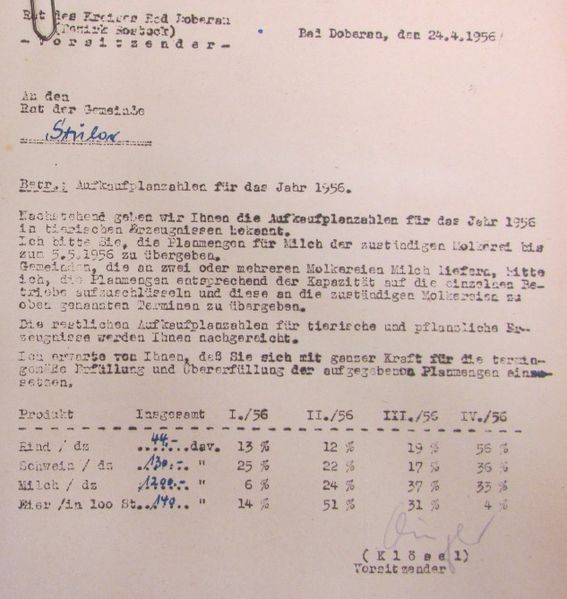 Rat des Kreises Bad Doberan
(Bezirk Rostock)
- V o r s i t z e n d e r -
Bad Doberan, den 24.4.1956
An den
Rat der Gemeinde
Betr.: Aufkaufplanzahlen für das Jahr 1956.
Nachstehend geben wir Ihnen die Aufkaufplanzahlen für das Jahr 1956
in tierischen Erzeugnissen bekannt.
Ich bitte Sie, die Planmengen für Milch der zuständigen Molkerei bis
zum 5.5.1956 zu übergeben.
Gemeinden, die an zwei oder mehreren Molkereien Milch liefern, bitte
ich, die Planmengen entsprechend der Kapazität auf die einzelnen Be-
triebe aufzuschlüsseln und diese an die zuständigen Molkereien zu
oben genannten Terminen zu übergeben.
Die restlichen Aufkaufplanzahlen für tierische und pflanzliche Er-
zeugnisse werden Ihnen nachgereicht.
Ich erwarte von Ihnen, daß Sie sich mit ganzer Kraft für die termin-
gemäße Erfüllung und Übererfüllung der aufgegebenen Planmengen einzu-
setzen.
Produkt Insgesamt I./56 II./56 III./56 IV./56
Rind / dz 44.- dav. 13 % 12 % 19 % 56 %
Schwein / dz 130.- " 25 % 22 % 17 % 36 %
Milch / dz 1200.- " 6 % 24 % 37 % 33 %
Eier /in 100 St. 140 " 14 % 51 % 31 % 4 %
( K l ö s e l )
Vorsitzender